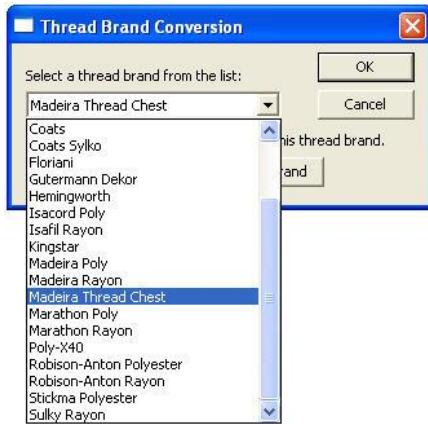 Thread Brand Conversion
Select a thread brand from the list:
OK
Madeira Thread Chest
Cancel
Coats
Coats Sylko
Floriani
Gutermann Dekor
Hemingworth
Isacord Poly
Isafil Rayon
Kingstar
Madeira Poly
Madeira Rayon
Madeira Thread Chest
Marathon Poly
Marathon Rayon
Poly-X40
Robison-Anton Polyester
Robison-Anton Rayon
Stickma Polyester
Sulky Rayon
his thread brand.
and